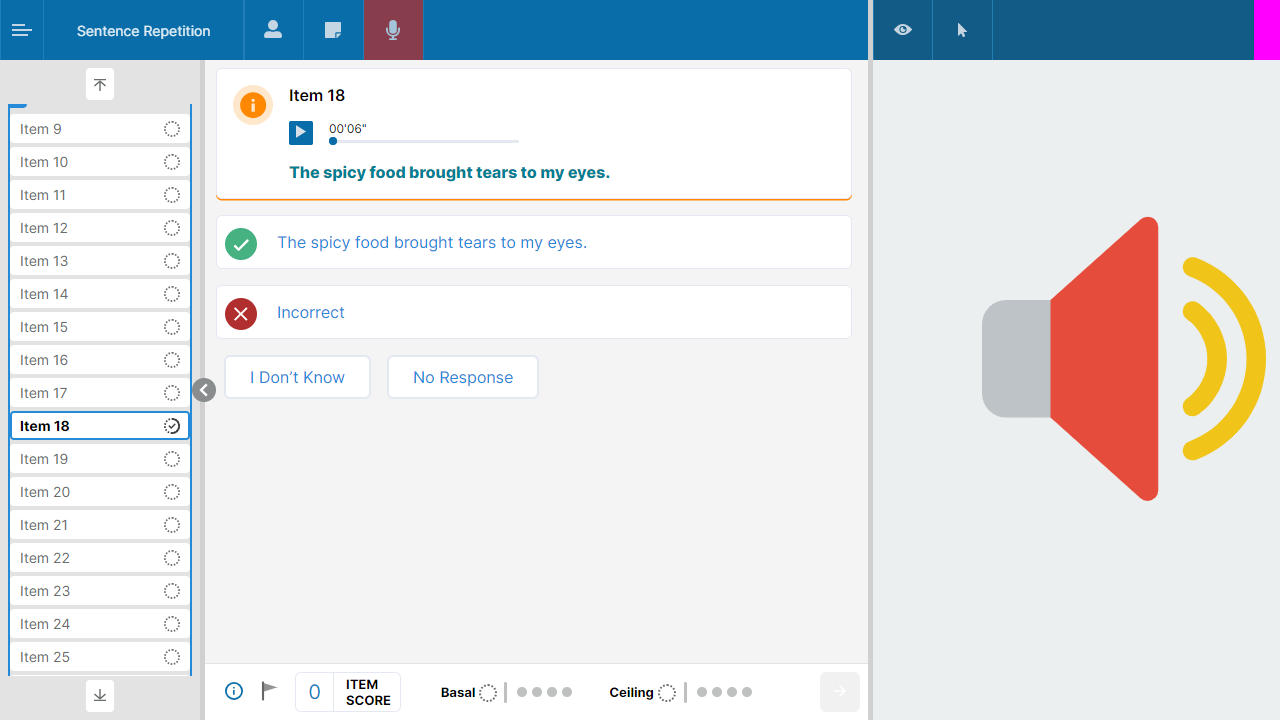 Sentence Repetition
Item 9
Item 10
Item 11
Item 12
Item 13
Item 14
Item 15
Item 16
Item 17
Item 18
Item 19
Item 20
Item 21
Item 22
Item 23
Item 24
Item 25
Item 18
00'06"
The spicy food brought tears to my eyes.
The spicy food brought tears to my eyes.
Incorrect
I Don’t Know
No Response
0
ITEM
SCORE
Basal
Ceiling